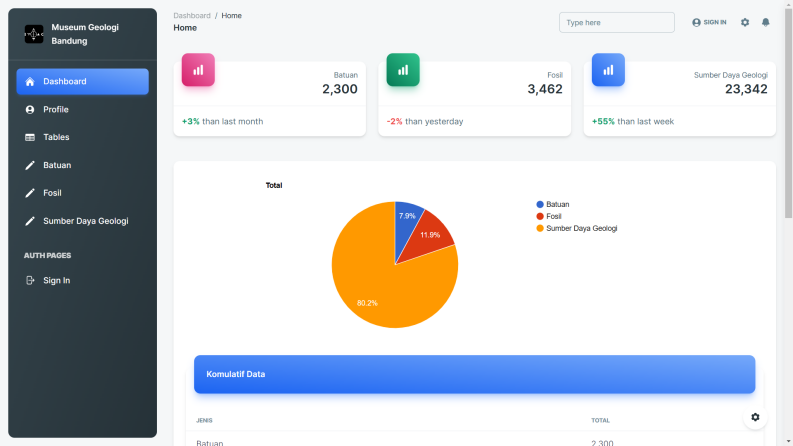 Museum Geologi
Bandung
Dashboard
Profile
Tables
Batuan
Fosil
Sumber Daya Geologi
AUTH PAGES
Sign In
Dashboard / Home
Home
Type here
SIGN IN
Batuan
2,300
+3% than last month
Fosil
3,462
-2% than yesterday
Sumber Daya Geologi
23,342
+55% than last week
Total
7.9%
11.9%
80.2%
Batuan
Fosil
Sumber Daya Geologi
Komulatif Data
JENIS TOTAL
Batuan 2,300